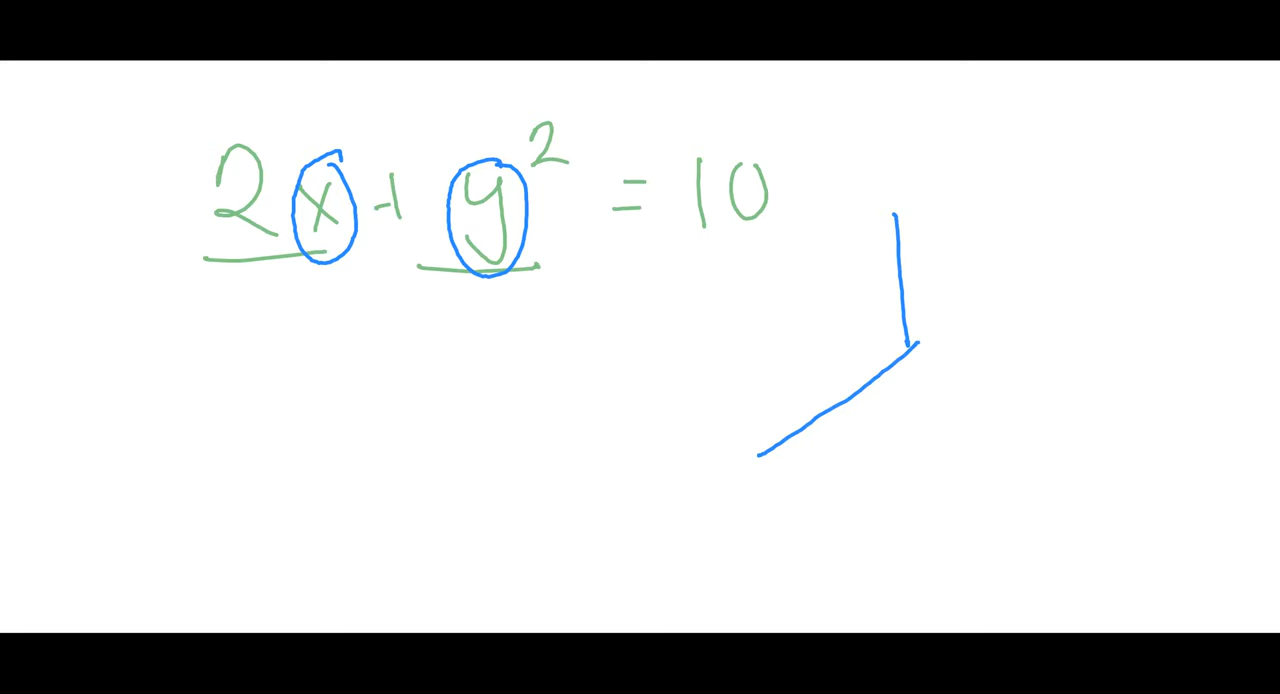 2x + y² = 10